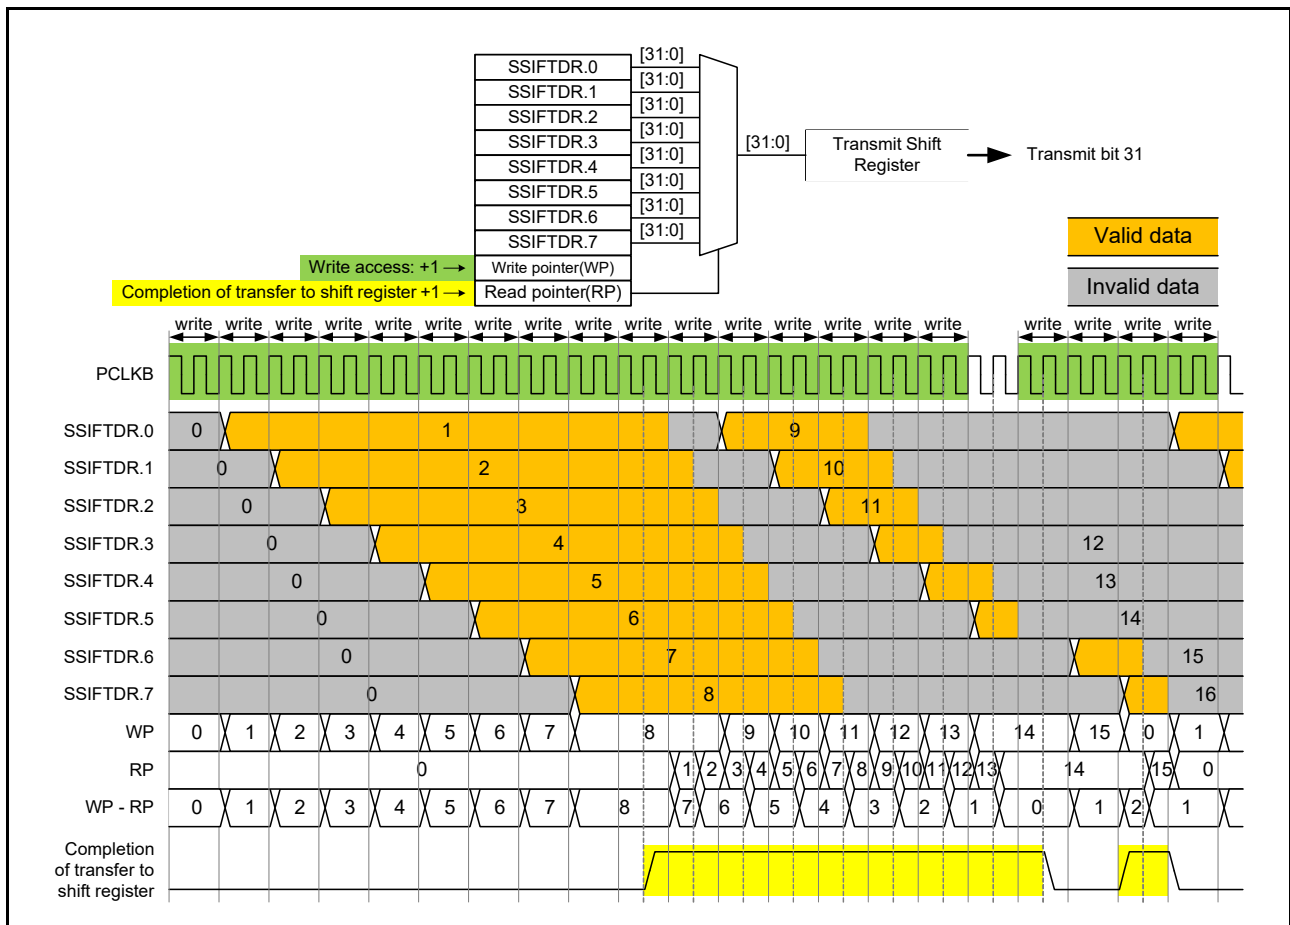 SSIFTDR.0 [31:0]
SSIFTDR.1 [31:0]
SSIFTDR.2 [31:0]
SSIFTDR.3 [31:0]
SSIFTDR.4 [31:0]
SSIFTDR.5 [31:0]
SSIFTDR.6 [31:0]
SSIFTDR.7 [31:0]
[31:0]
Transmit Shift
Register
Transmit bit 31
Valid data
Invalid data
Write access: +1 Write pointer(WP)
Completion of transfer to shift register +1 Read pointer(RP)
write write write write write write write write write write write write write write write write write write write write
PCLKB
SSIFTDR.0 0 1 9
SSIFTDR.1 0 2 10
SSIFTDR.2 0 3 11
SSIFTDR.3 0 4 12
SSIFTDR.4 0 5 13
SSIFTDR.5 0 6 14
SSIFTDR.6 0 7 15
SSIFTDR.7 0 8 16
WP 0 1 2 3 4 5 6 7 8 9 10 11 12 13 14 15 0 1
RP 0 1 2 3 4 5 6 7 8 9 10 11 12 13 14 15 0
WP - RP 0 1 2 3 4 5 6 7 8 7 6 5 4 3 2 1 0 1 2 1
Completion
of transfer to
shift register